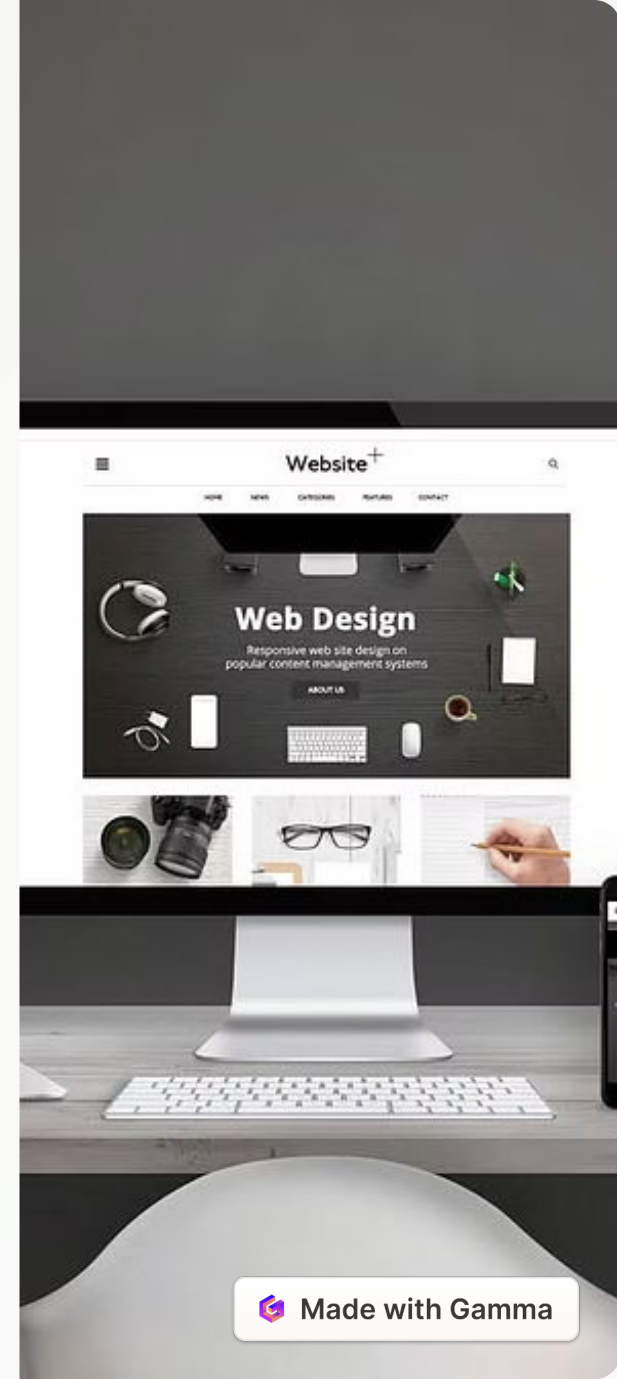 Website+
HOME NEWS CATEGORIES FEATURES CONTACT
Web Design
Responsive web site design on
popular content management systems
ABOUT US
Made with Gamma